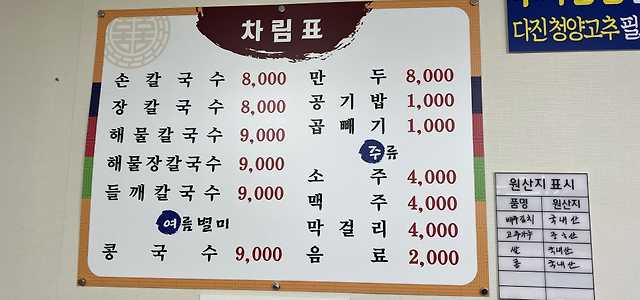 차림표
손칼국수 8,000
장칼국수 8,000
해물칼국수 9,000
해물장칼국수 9,000
들깨칼국수 9,000
여름별미
콩국수 9,000
만두 8,000
공기밥 1,000
곱빼기 1,000
주류
소주 4,000
맥주 4,000
막걸리 4,000
음료 2,000
다진청양고추필
원산지 표시
품명 원산지
배추김치 국내산
고추가루
쌀 국내산
콩 국내산